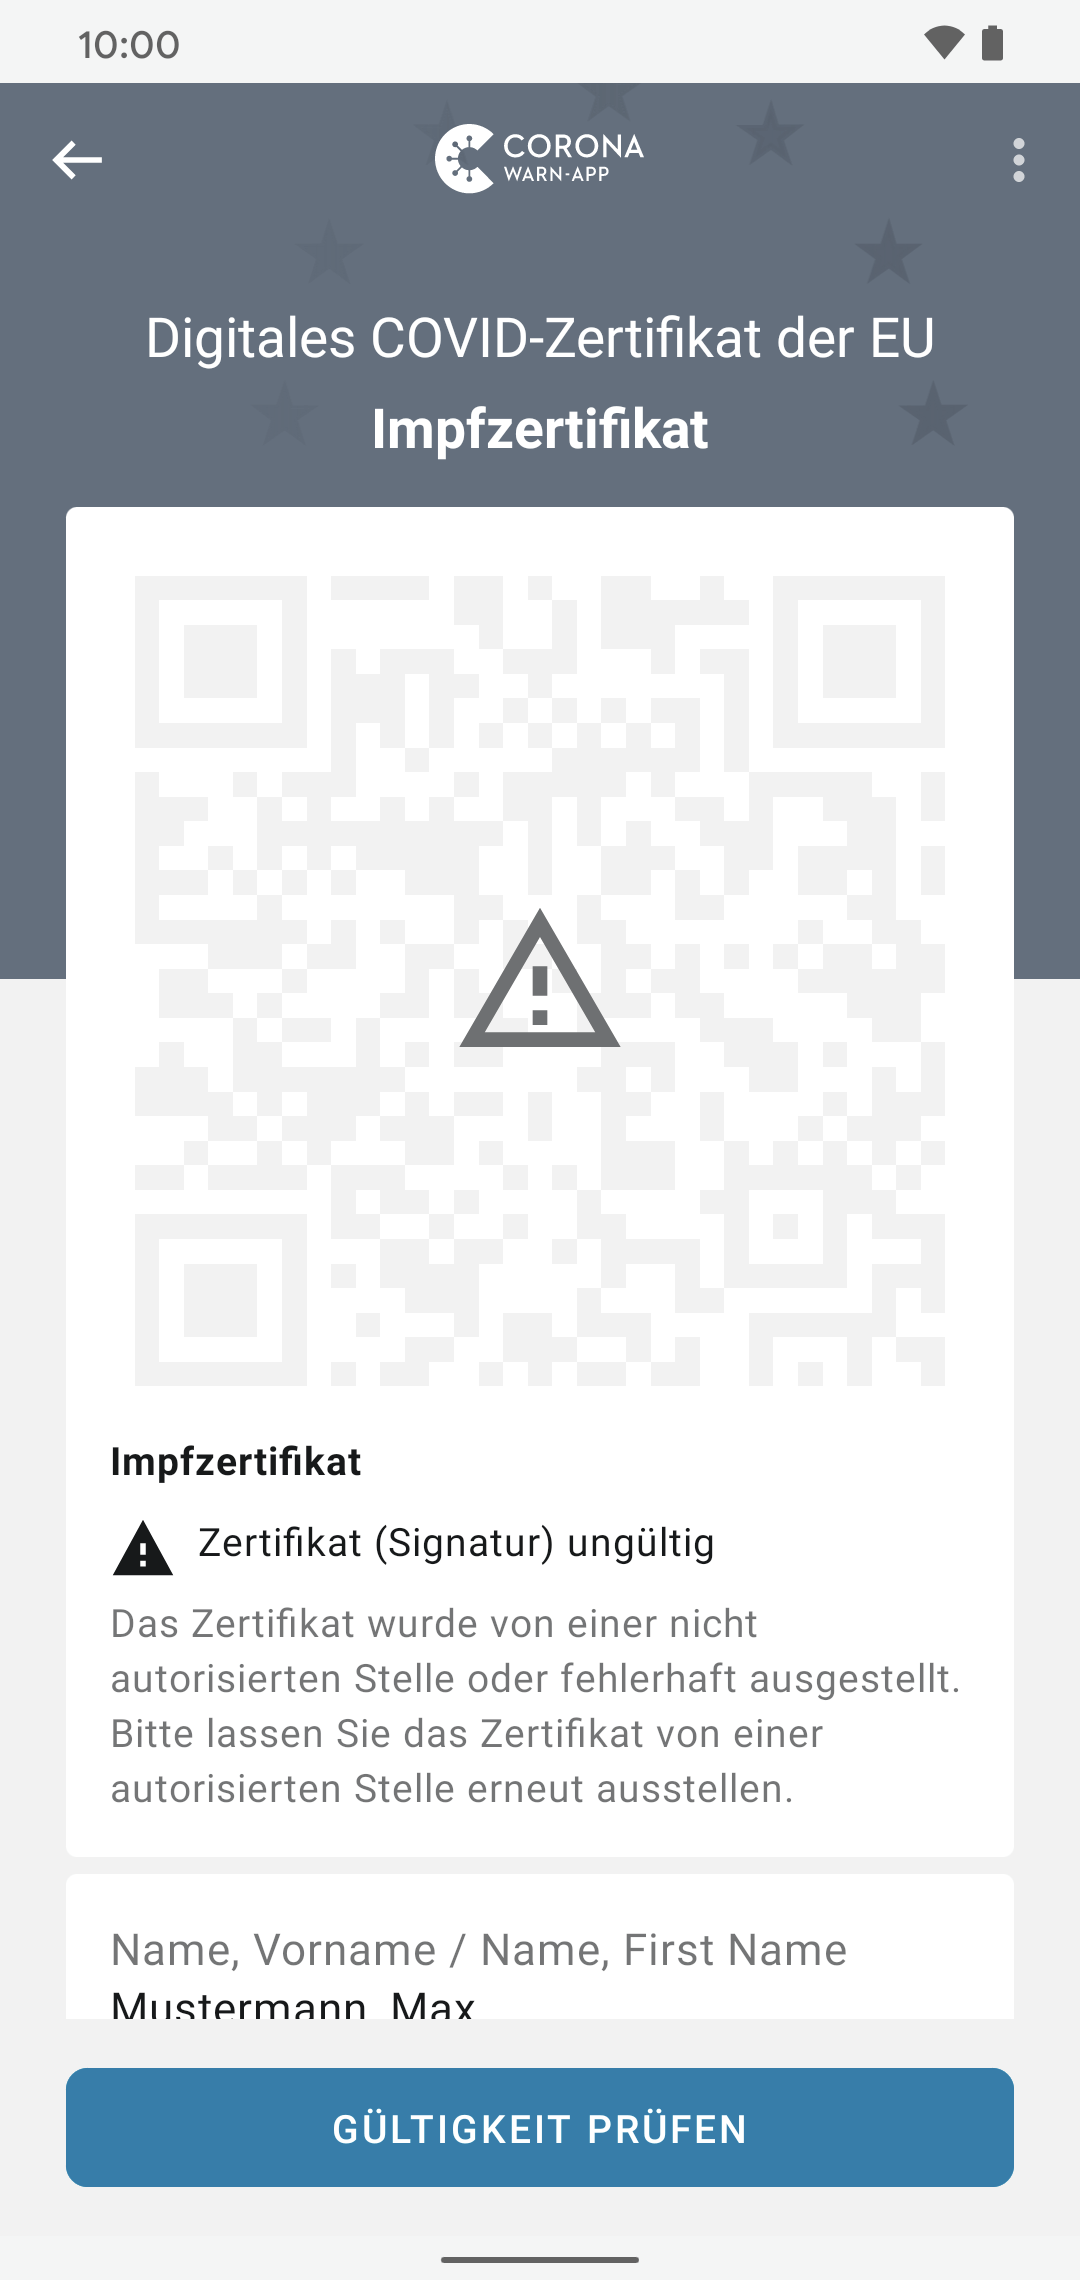 10:00
CORONA
WARN-APP
Digitales COVID-Zertifikat der EU
Impfzertifikat
Impfzertifikat
Zertifikat (Signatur) ungültig
Das Zertifikat wurde von einer nicht
autorisierten Stelle oder fehlerhaft ausgestellt.
Bitte lassen Sie das Zertifikat von einer
autorisierten Stelle erneut ausstellen.
Name, Vorname / Name, First Name
Mustermann, Max
GÜLTIGKEIT PRÜFEN